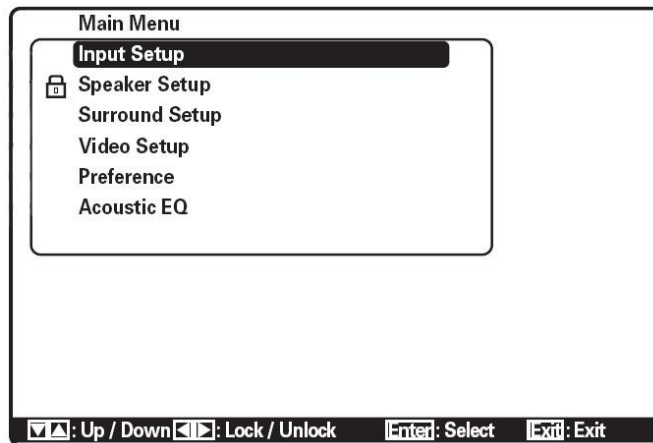 Main Menu
Input Setup
Speaker Setup
Surround Setup
Video Setup
Preference
Acoustic EQ
▼▲: Up / Down ◀▶: Lock / Unlock Enter: Select Exit: Exit